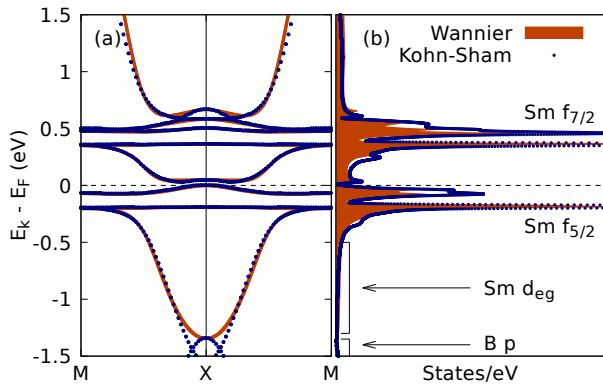 (a)
(b)
Wannier
Kohn-Sham
E_k - E_F (eV)
1.5
1
0.5
0
-0.5
-1
-1.5
Sm f_7/2
Sm f_5/2
Sm d_eg
B p
M X M
States/eV